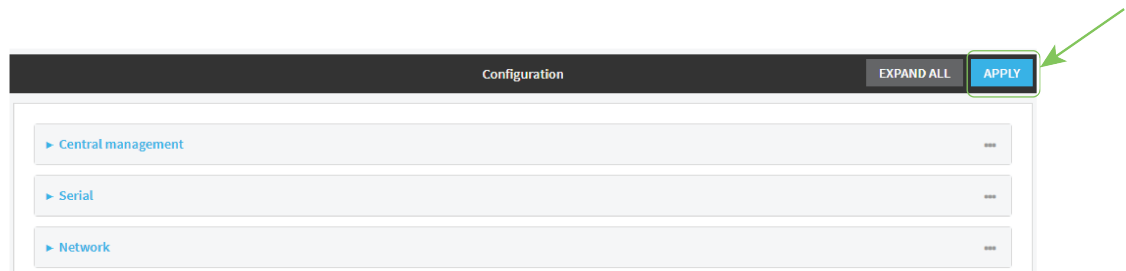 Configuration EXPAND ALL APPLY
► Central management
► Serial
► Network